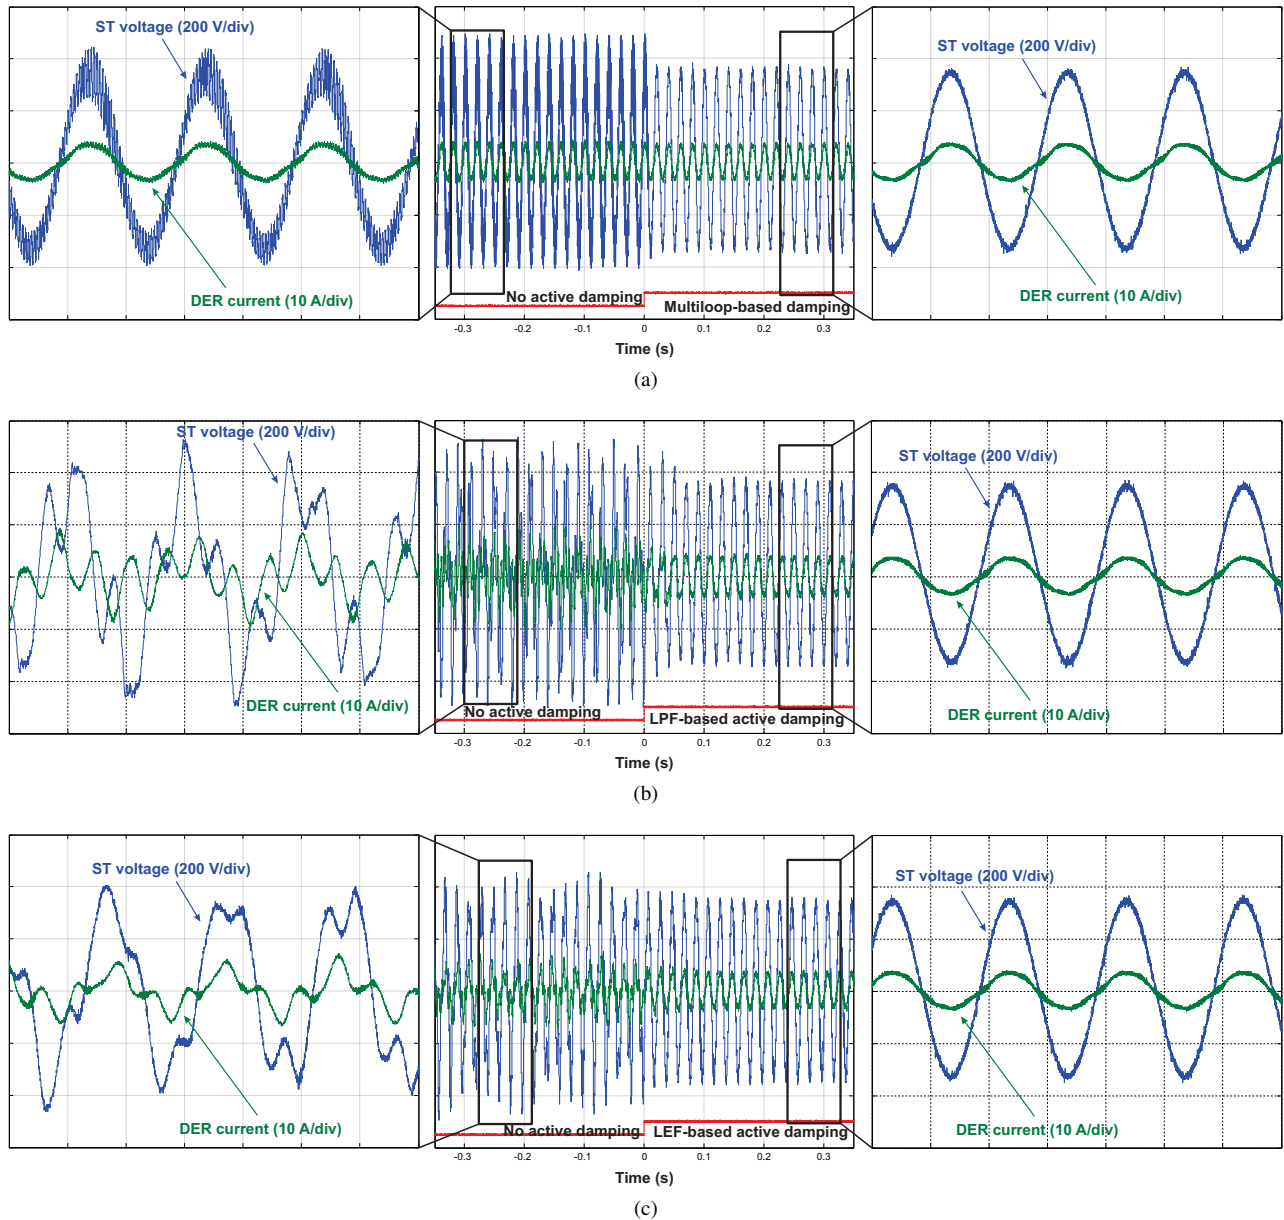 ST voltage (200 V/div)
DER current (10 A/div)
No active damping
Multiloop-based damping
-0.3 -0.2 -0.1 0 0.1 0.2 0.3
Time (s)
ST voltage (200 V/div)
DER current (10 A/div)
(a)
ST voltage (200 V/div)
DER current (10 A/div)
No active damping
LPF-based active damping
-0.3 -0.2 -0.1 0 0.1 0.2 0.3
Time (s)
ST voltage (200 V/div)
DER current (10 A/div)
(b)
ST voltage (200 V/div)
DER current (10 A/div)
No active damping
LEF-based active damping
-0.3 -0.2 -0.1 0 0.1 0.2 0.3
Time (s)
ST voltage (200 V/div)
DER current (10 A/div)
(c)